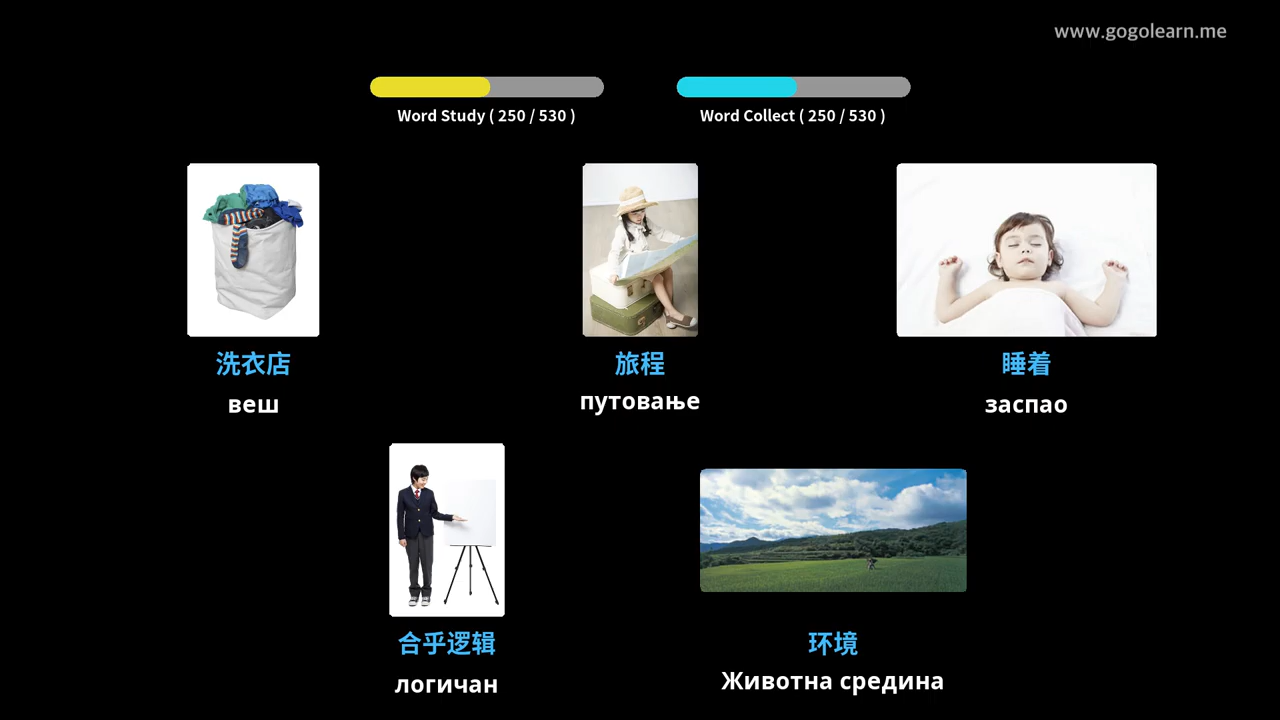 www.gogolearn.me
Word Study ( 250 / 530 )
Word Collect ( 250 / 530 )
洗衣店
веш
旅程
путовање
睡着
заспао
合乎逻辑
логичан
环境
Животна средина